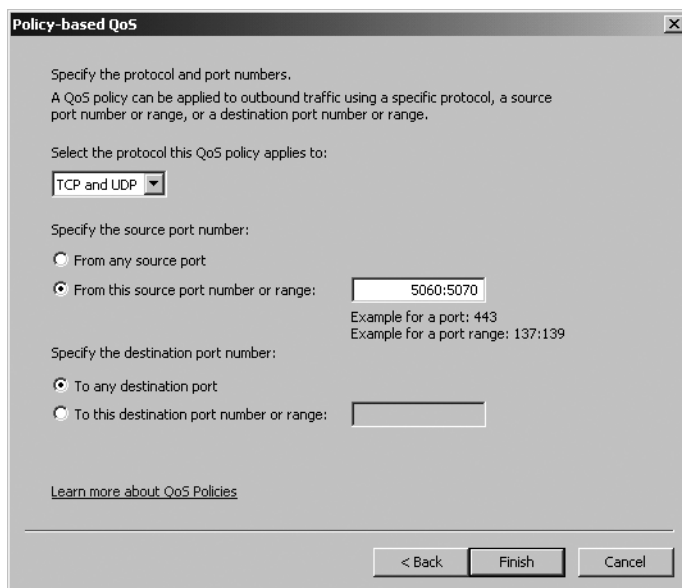 Policy-based QoS
Specify the protocol and port numbers.
A QoS policy can be applied to outbound traffic using a specific protocol, a source
port number or range, or a destination port number or range.
Select the protocol this QoS policy applies to:
TCP and UDP
Specify the source port number:
From any source port
From this source port number or range: 5060:5070
Example for a port: 443
Example for a port range: 137:139
Specify the destination port number:
To any destination port
To this destination port number or range:
Learn more about QoS Policies
< Back Finish Cancel